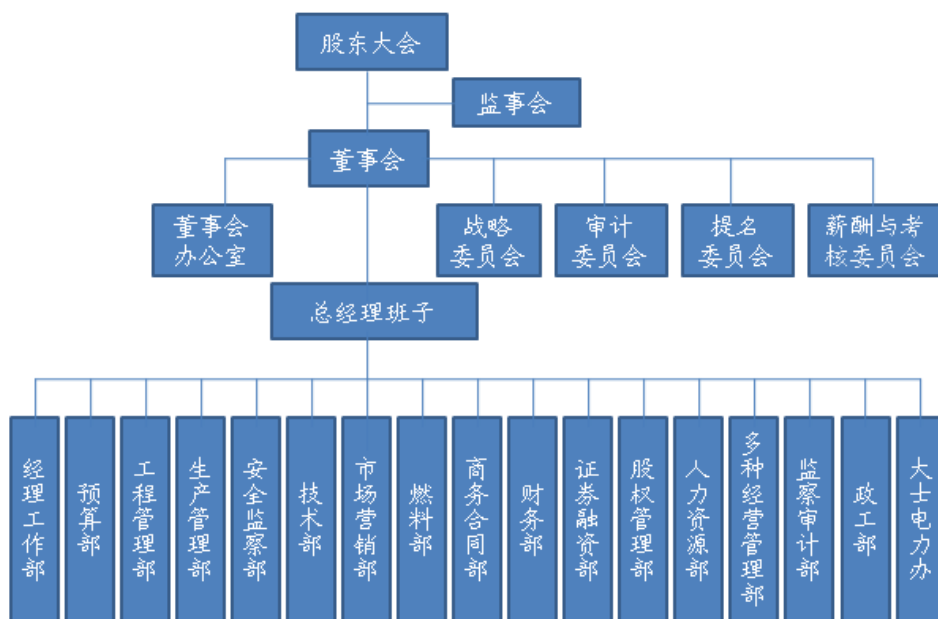 股东大会
监事会
董事会
董事会
办公室
战略
委员会
审计
委员会
提名
委员会
薪酬与考
核委员会
总经理班子
经理工作部
预算部
工程管理部
生产管理部
安全监察部
技术部
市场营销部
燃料部
商务合同部
财务部
证券融资部
股权管理部
人力资源部
多种经营管理部
监察审计部
政工部
大士电力办